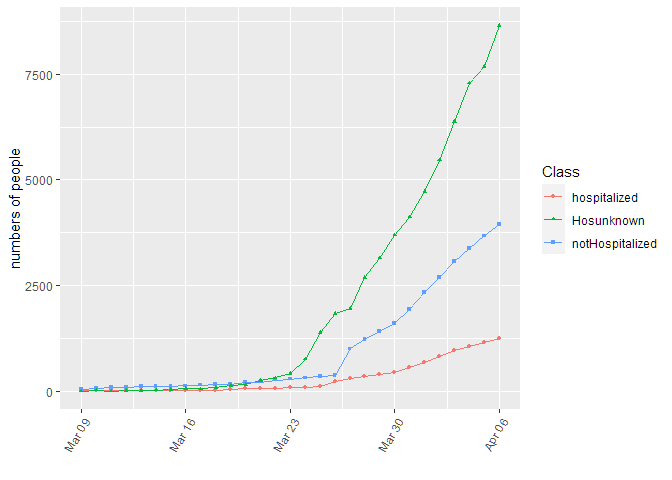 numbers of people
7500
5000
2500
0
Mar 09
Mar 16
Mar 23
Mar 30
Apr 06
Class
hospitalized
Hosunknown
notHospitalized